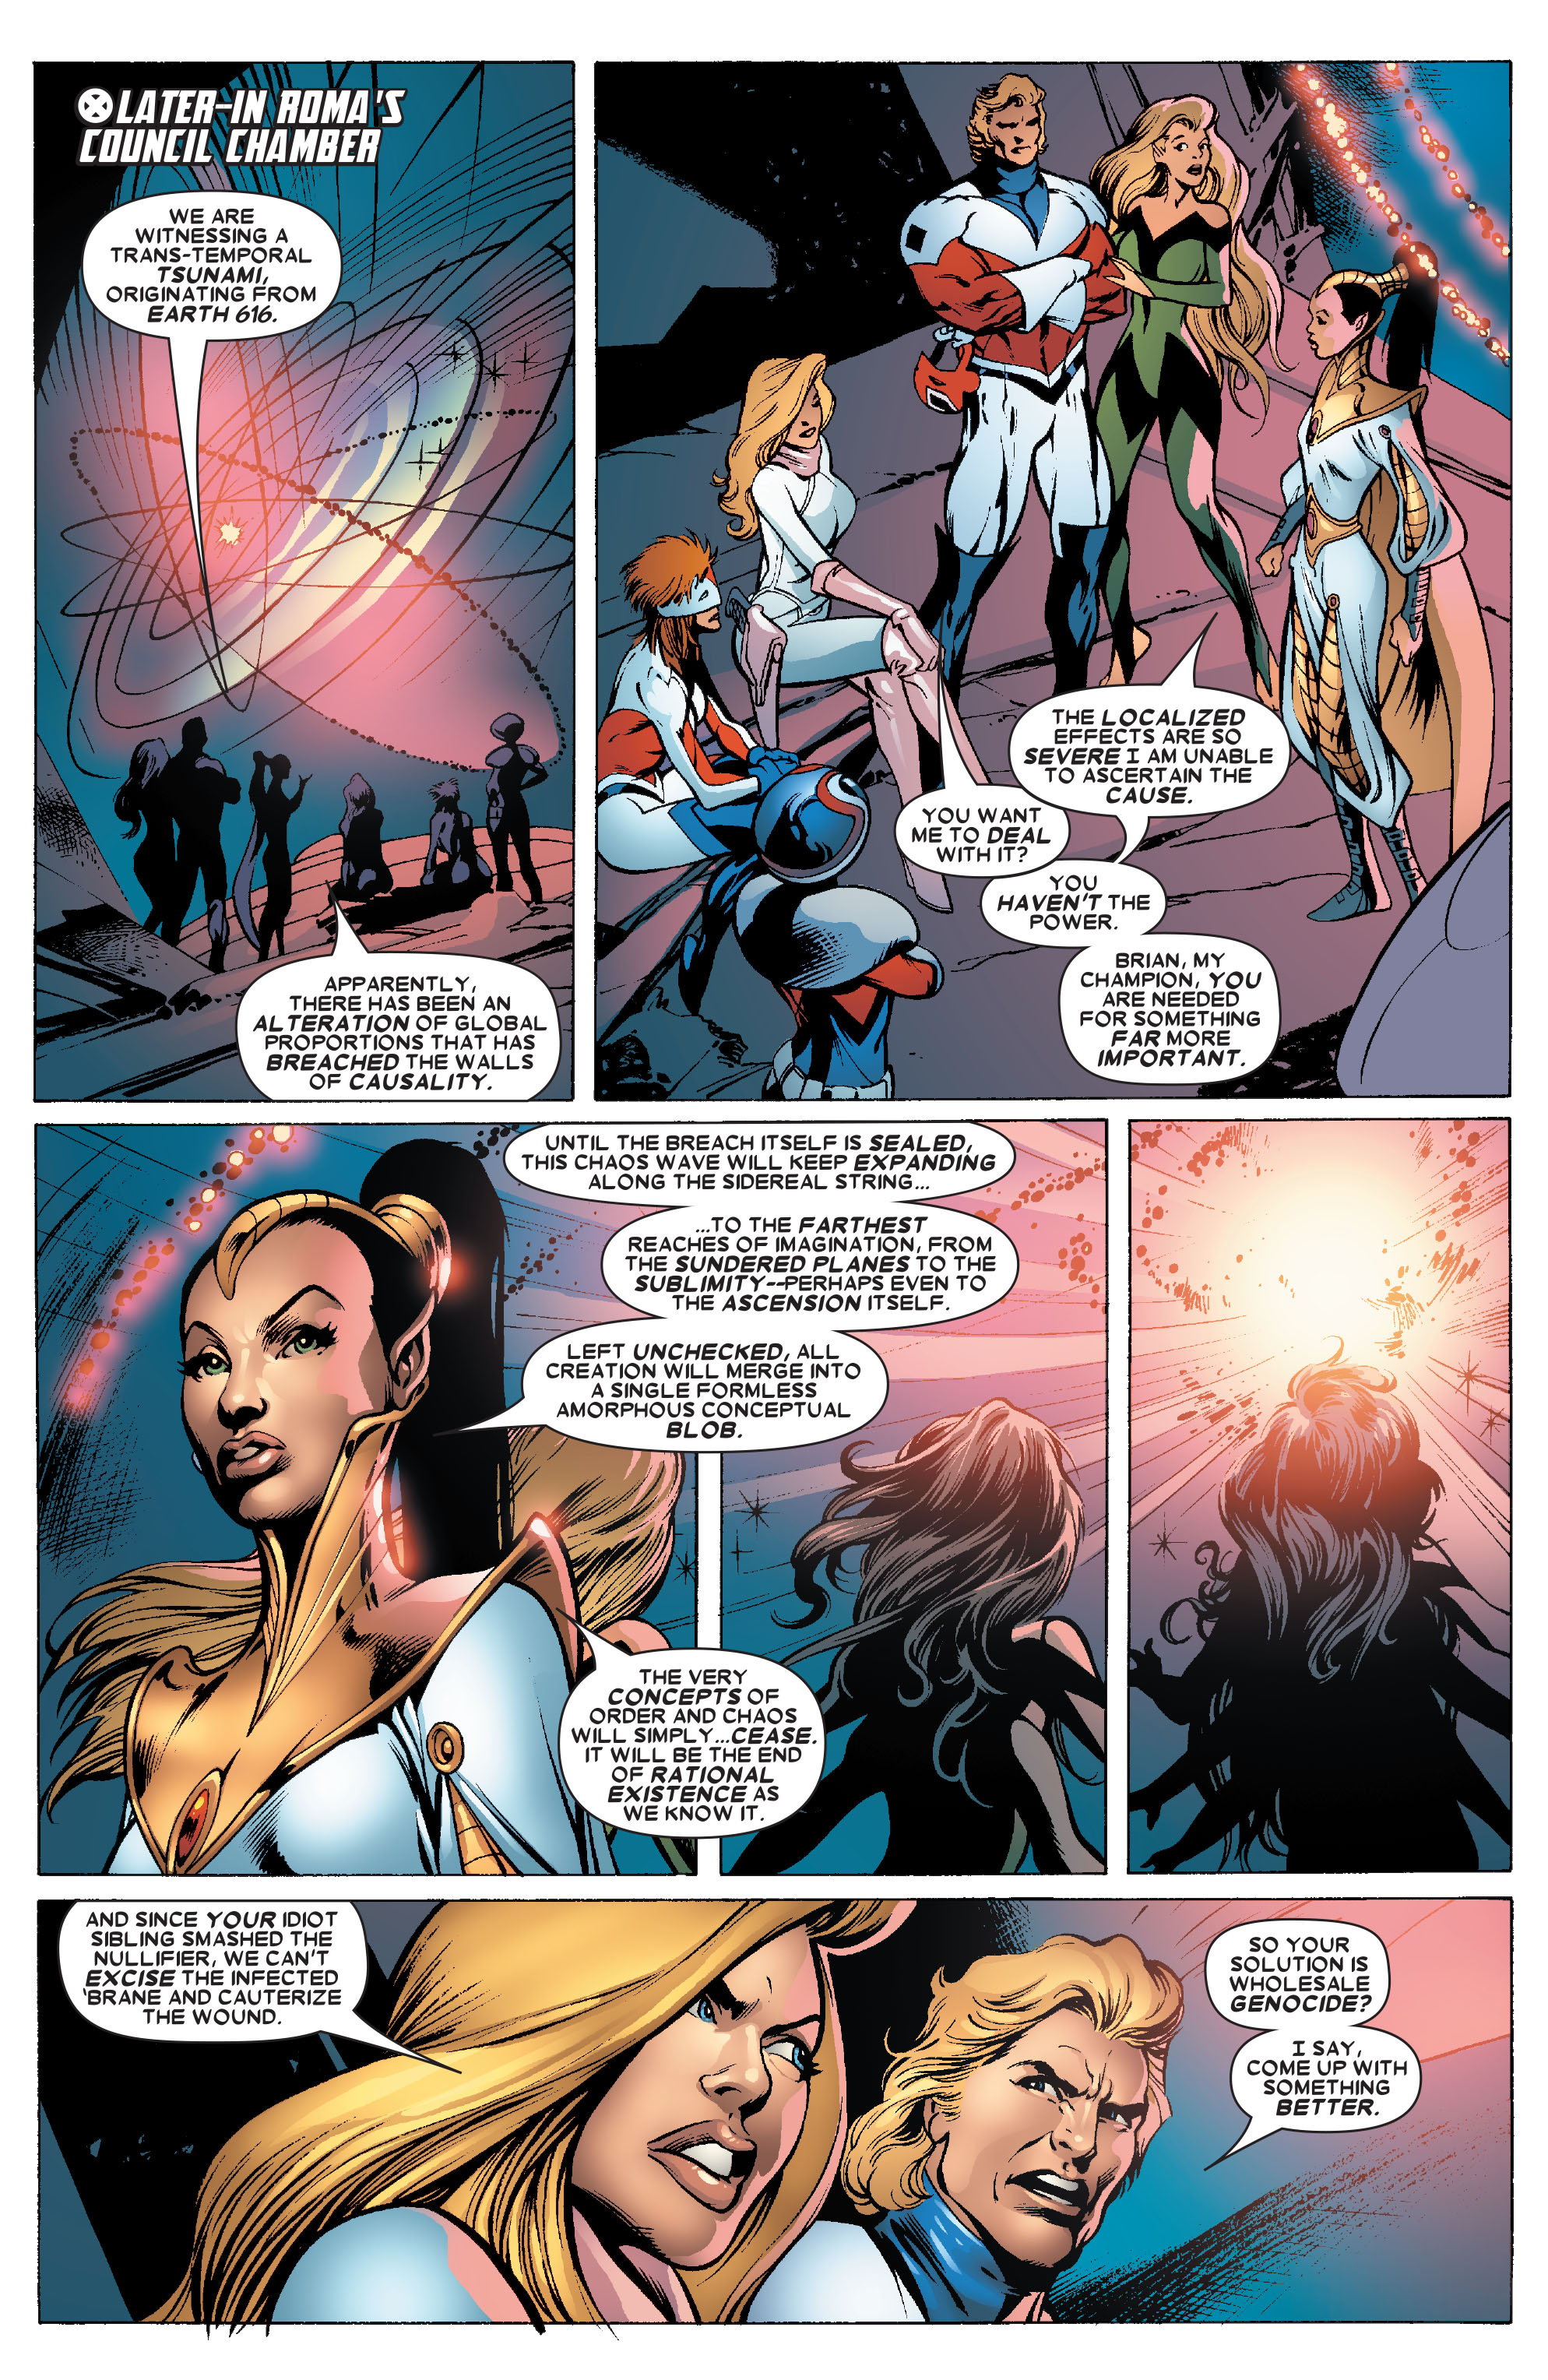 LATER-IN ROMA'S
COUNCIL CHAMBER
WE ARE
WITNESSING A
TRANS-TEMPORAL
TSUNAMI,
ORIGINATING FROM
EARTH 616.
APPARENTLY,
THERE HAS BEEN AN
ALTERATION OF GLOBAL
PROPORTIONS THAT HAS
BREACHED THE WALLS
OF CAUSALITY.
THE LOCALIZED
EFFECTS ARE SO
SEVERE I AM UNABLE
TO ASCERTAIN THE
CAUSE.
YOU WANT
ME TO DEAL
WITH IT?
YOU
HAVEN'T THE
POWER.
BRIAN, MY
CHAMPION, YOU
ARE NEEDED
FOR SOMETHING
FAR MORE
IMPORTANT.
UNTIL THE BREACH ITSELF IS SEALED,
THIS CHAOS WAVE WILL KEEP EXPANDING
ALONG THE SIDEREAL STRING...
...TO THE FARTHEST
REACHES OF IMAGINATION, FROM
THE SUNDERED PLANES TO THE
SUBLIMITY--PERHAPS EVEN TO
THE ASCENSION ITSELF.
LEFT UNCHECKED, ALL
CREATION WILL MERGE INTO
A SINGLE FORMLESS
AMORPHOUS CONCEPTUAL
BLOB.
THE VERY
CONCEPTS OF
ORDER AND CHAOS
WILL SIMPLY...CEASE.
IT WILL BE THE END
OF RATIONAL
EXISTENCE AS
WE KNOW IT.
AND SINCE YOUR IDIOT
SIBLING SMASHED THE
NULLIFIER, WE CAN'T
EXCISE THE INFECTED
'BRANE AND CAUTERIZE
THE WOUND.
SO YOUR
SOLUTION IS
WHOLESALE
GENOCIDE?
I SAY,
COME UP WITH
SOMETHING
BETTER.